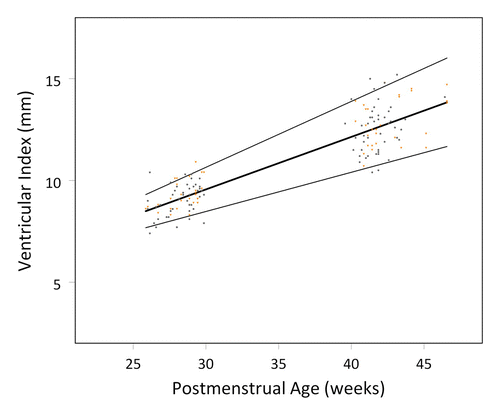 Ventricular Index (mm)
15
10
5
25 30 35 40 45
Postmenstrual Age (weeks)